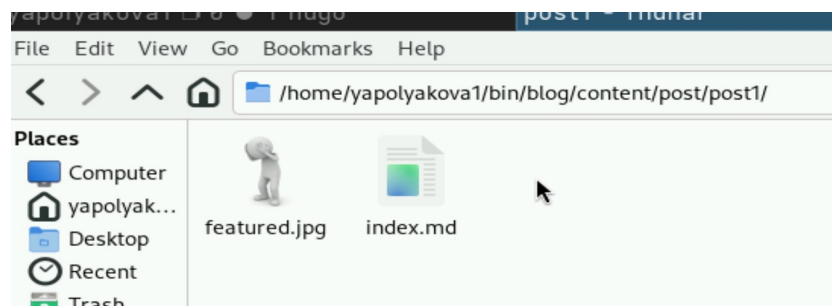 yapolyakova1
post1 - Thunar
File Edit View Go Bookmarks Help
/home/yapolyakova1/bin/blog/content/post/post1/
Places
Computer
yapolyak...
Desktop
Recent
Trash
featured.jpg index.md